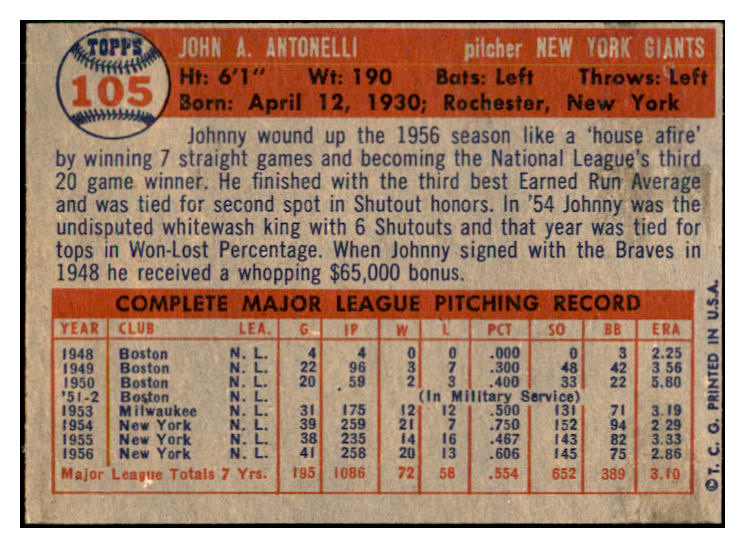 TOPPS
105
JOHN A. ANTONELLI pitcher NEW YORK GIANTS
Ht: 6'1" Wt: 190 Bats: Left Throws: Left
Born: April 12, 1930; Rochester, New York
Johnny wound up the 1956 season like a 'house afire'
by winning 7 straight games and becoming the National League's third
20 game winner. He finished with the third best Earned Run Average
and was tied for second spot in Shutout honors. In '54 Johnny was the
undisputed whitewash king with 6 Shutouts and that year was tied for
tops in Won-Lost Percentage. When Johnny signed with the Braves in
1948 he received a whopping $65,000 bonus.
COMPLETE MAJOR LEAGUE PITCHING RECORD
YEAR CLUB LEA. G IP W L PCT SO BB ERA
1948 Boston N. L. 4 4 0 0 .000 0 3 2.25
1949 Boston N. L. 22 96 3 7 .300 48 42 3.56
1950 Boston N. L. 20 59 2 3 .400 33 22 5.80
'51-2 Boston N. L. (In Military Service)
1953 Milwaukee N. L. 31 175 12 12 .500 131 71 3.19
1954 New York N. L. 39 259 21 7 .750 152 94 2.29
1955 New York N. L. 38 235 14 16 .467 143 82 3.33
1956 New York N. L. 41 258 20 13 .606 145 75 2.86
Major League Totals 7 Yrs. 195 1086 72 58 .554 652 389 3.10
© T. C. G. PRINTED IN U.S.A.